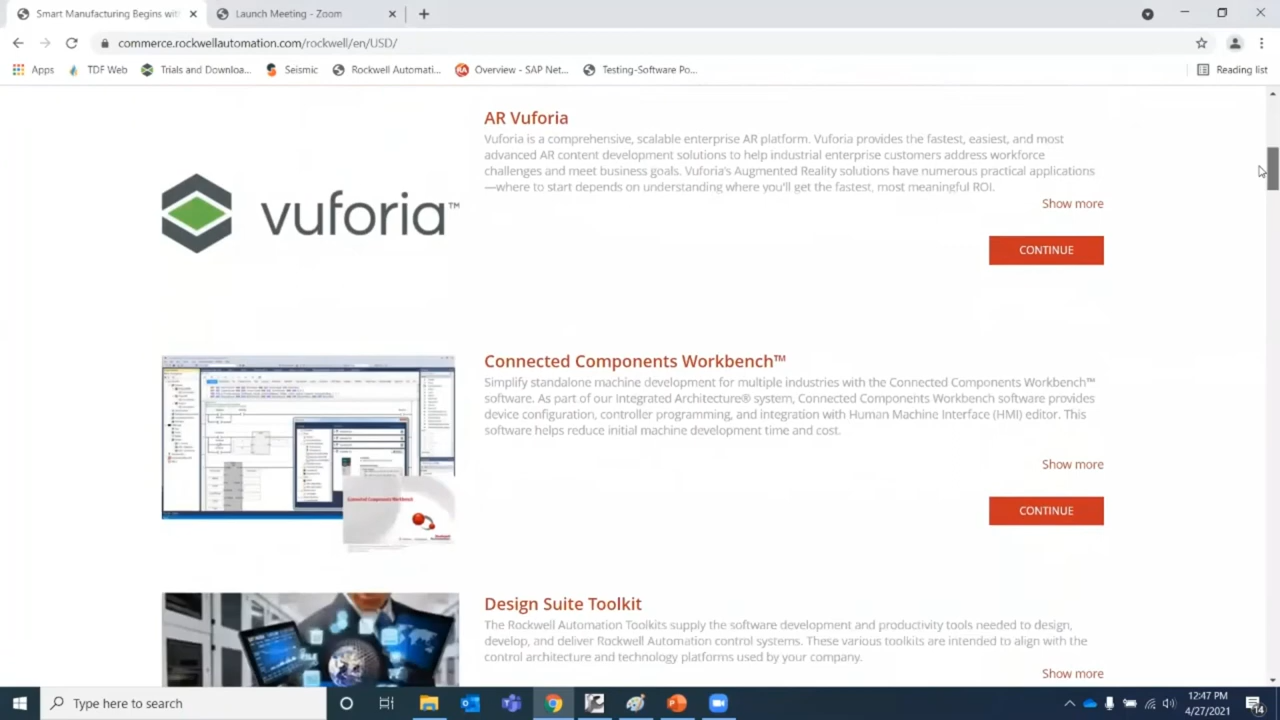 Smart Manufacturing Begins wit
Launch Meeting - Zoom
commerce.rockwellautomation.com/rockwell/en/USD/
Apps
TDF Web
Trials and Downloa...
Seismic
Rockwell Automati...
Overview - SAP Net...
Testing-Software Po...
Reading list
AR Vuforia
Vuforia is a comprehensive, scalable enterprise AR platform. Vuforia provides the fastest, easiest, and most
advanced AR content development solutions to help industrial enterprise customers address workforce
challenges and meet business goals. Vuforia's Augmented Reality solutions have numerous practical applications
—where to start depends on understanding where you'll get the fastest, most meaningful ROI.
Show more
vuforia™
CONTINUE
Connected Components Workbench™
Simplify standalone machine development for multiple industries with the Connected Components Workbench™
software. As part of our Integrated Architecture® system, Connected Components Workbench software provides
device configuration, controller programming, and integration with Human Machine Interface (HMI) editor. This
software helps reduce initial machine development time and cost.
Show more
Connected Components Workbench
CONTINUE
Design Suite Toolkit
The Rockwell Automation Toolkits supply the software development and productivity tools needed to design,
develop, and deliver Rockwell Automation control systems. These various toolkits are intended to align with the
control architecture and technology platforms used by your company.
Show more
Type here to search
12:47 PM
4/27/2021
14